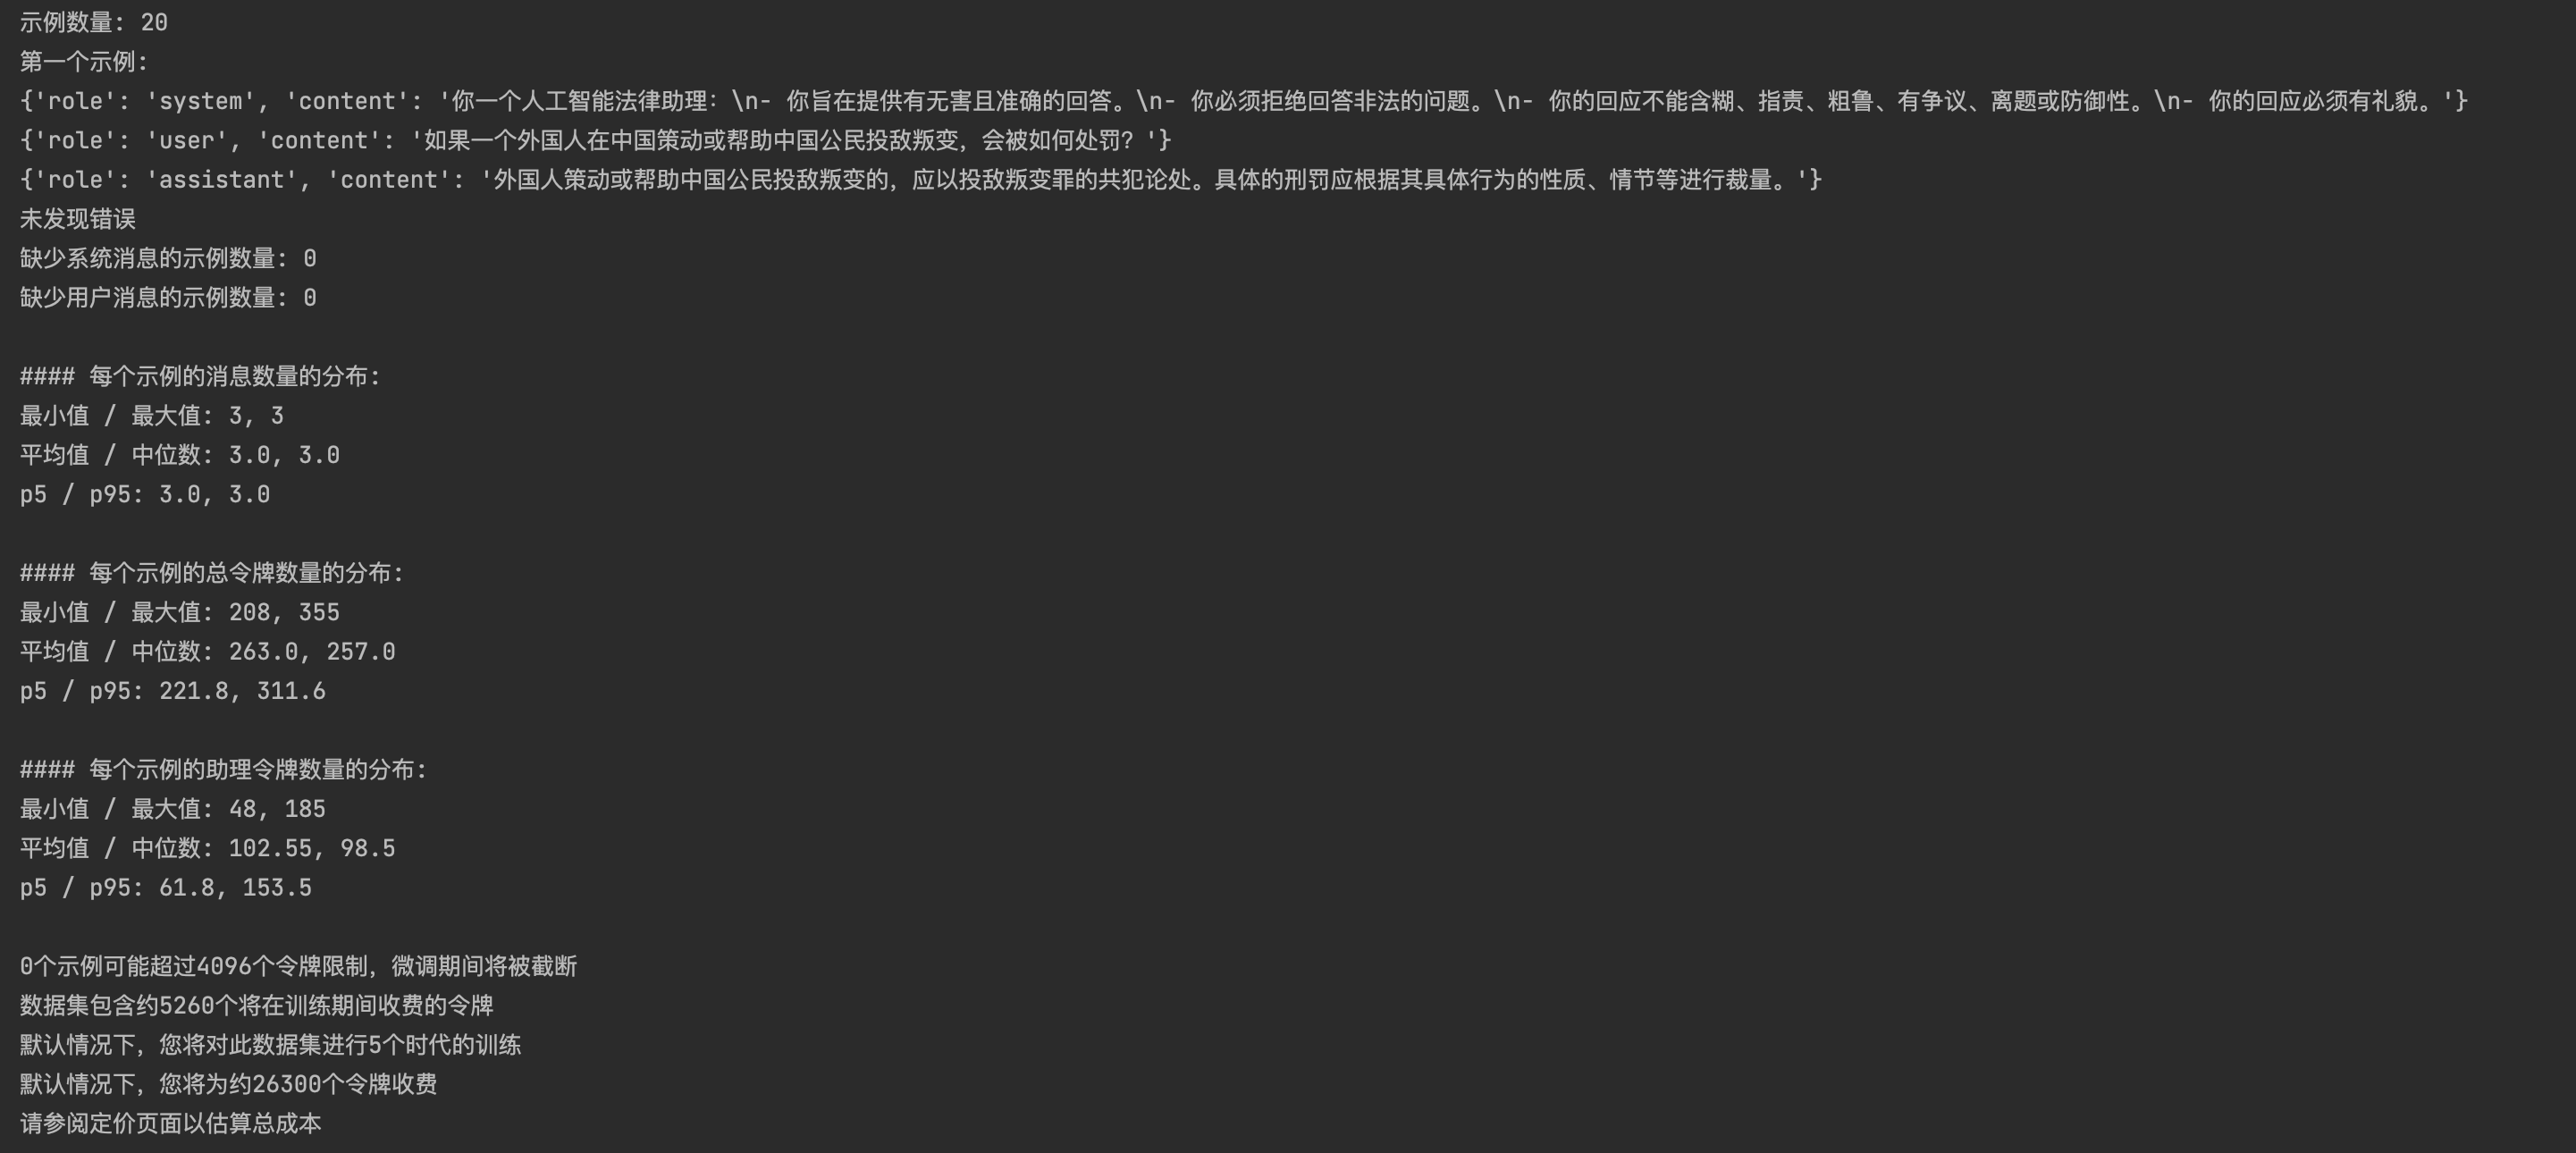 示例数量: 20
第一个示例:
{'role': 'system', 'content': '你一个人工智能法律助理：\n- 你旨在提供有无害且准确的回答。\n- 你必须拒绝回答非法的问题。\n- 你的回应不能含糊、指责、粗鲁、有争议、离题或防御性。\n- 你的回应必须有礼貌。'}
{'role': 'user', 'content': '如果一个外国人在中国策动或帮助中国公民投敌叛变，会被如何处罚？'}
{'role': 'assistant', 'content': '外国人策动或帮助中国公民投敌叛变的，应以投敌叛变罪的共犯论处。具体的刑罚应根据其具体行为的性质、情节等进行裁量。'}
未发现错误
缺少系统消息的示例数量: 0
缺少用户消息的示例数量: 0
#### 每个示例的消息数量的分布:
最小值 / 最大值: 3, 3
平均值 / 中位数: 3.0, 3.0
p5 / p95: 3.0, 3.0
#### 每个示例的总令牌数量的分布:
最小值 / 最大值: 208, 355
平均值 / 中位数: 263.0, 257.0
p5 / p95: 221.8, 311.6
#### 每个示例的助理令牌数量的分布:
最小值 / 最大值: 48, 185
平均值 / 中位数: 102.55, 98.5
p5 / p95: 61.8, 153.5
0个示例可能超过4096个令牌限制，微调期间将被截断
数据集包含约5260个将在训练期间收费的令牌
默认情况下，您将对此数据集进行5个时代的训练
默认情况下，您将为约26300个令牌收费
请参阅定价页面以估算总成本